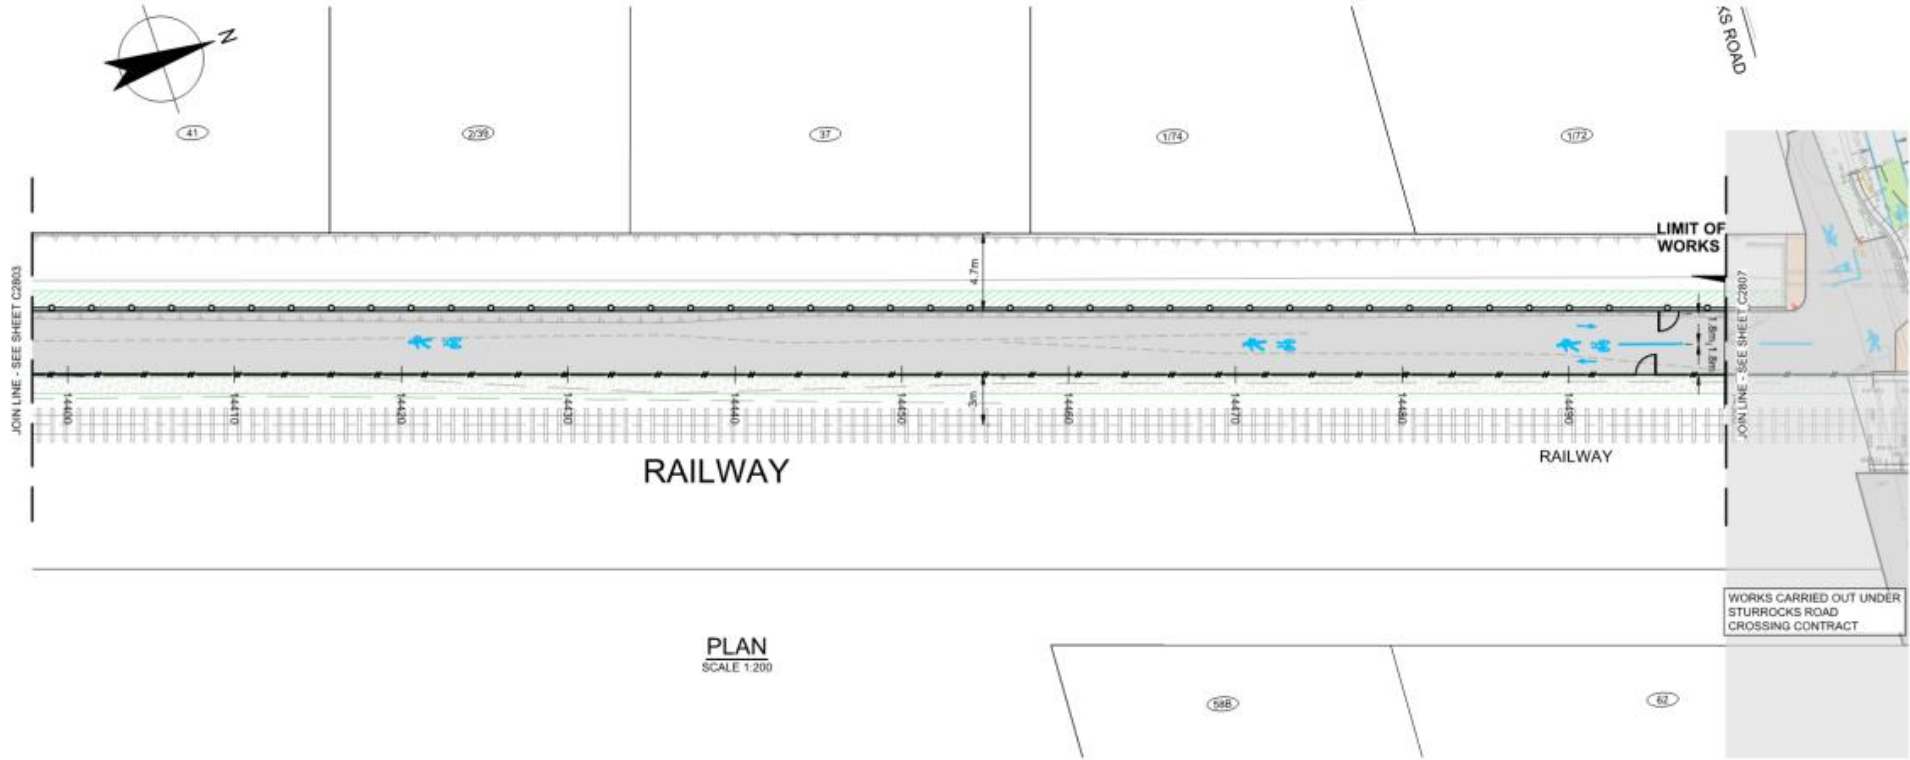 KS ROAD
N
41
2/39
37
1/74
1/72
LIMIT OF
WORKS
JOIN LINE - SEE SHEET C2803
4.7m
1.8m
1.8m
JOIN LINE - SEE SHEET C2807
3m
14400
14410
14420
14430
14440
14450
14460
14470
14480
14490
RAILWAY
RAILWAY
WORKS CARRIED OUT UNDER
STURROCKS ROAD
CROSSING CONTRACT
PLAN
SCALE 1:200
58B
62